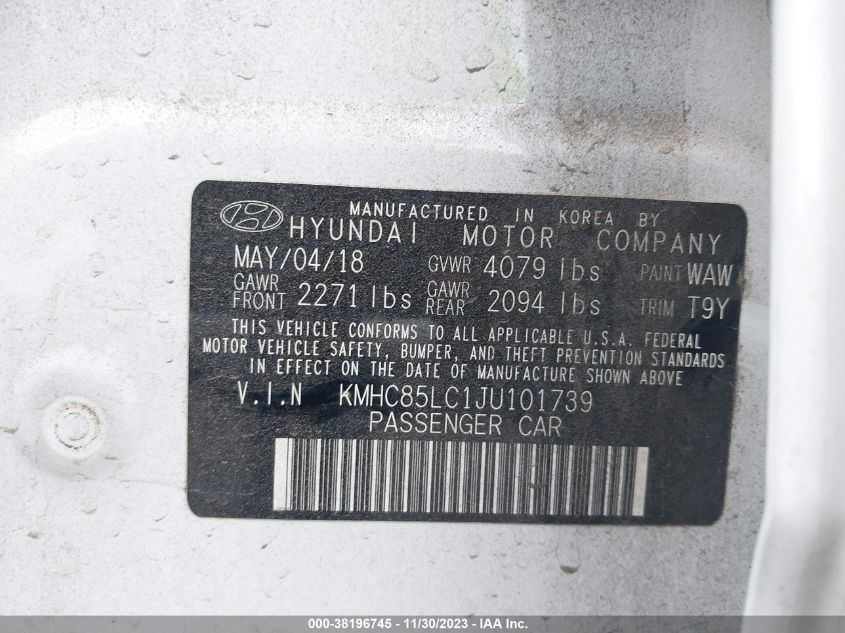 MANUFACTURED IN KOREA BY
HYUNDAI MOTOR COMPANY
MAY/04/18 GVWR 4079 lbs PAINT WAW
GAWR FRONT 2271 lbs GAWR REAR 2094 lbs TRIM T9Y
THIS VEHICLE CONFORMS TO ALL APPLICABLE U.S.A. FEDERAL
MOTOR VEHICLE SAFETY, BUMPER, AND THEFT PREVENTION STANDARDS
IN EFFECT ON THE DATE OF MANUFACTURE SHOWN ABOVE
V.I.N KMHC85LC1JU101739
PASSENGER CAR
000-38196745 - 11/30/2023 - IAA Inc.